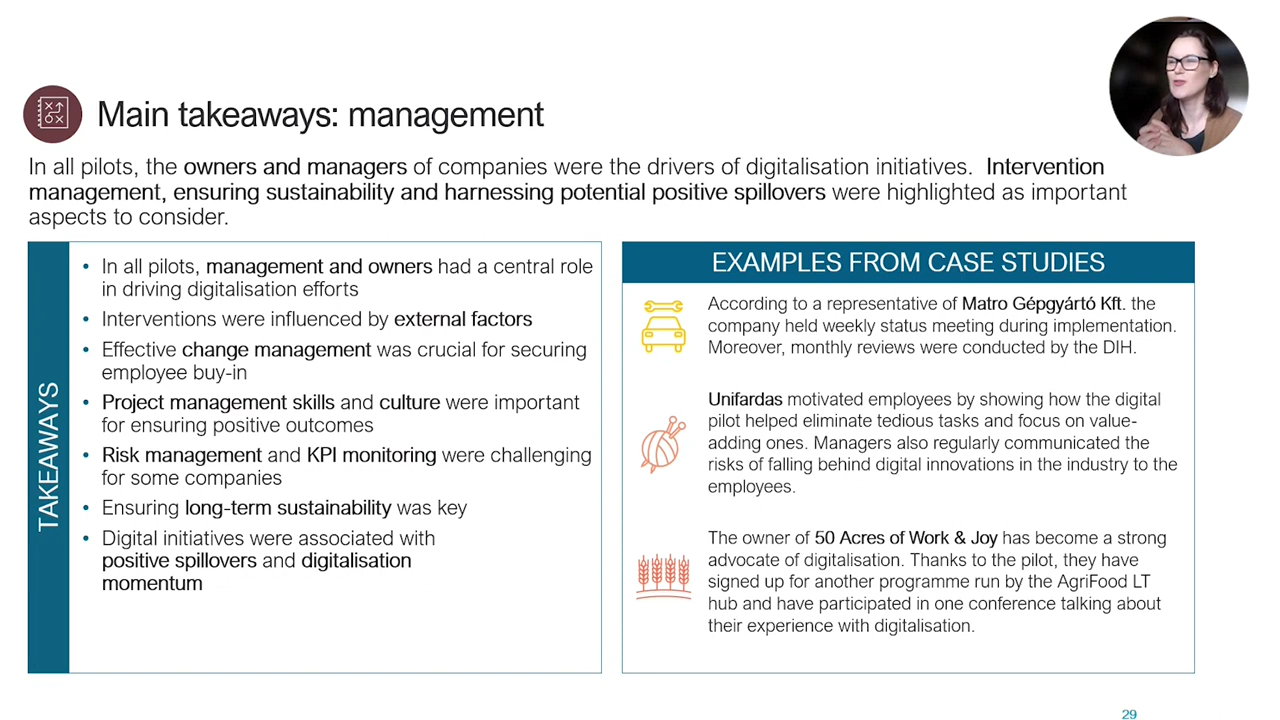 Main takeaways: management
In all pilots, the owners and managers of companies were the drivers of digitalisation initiatives. Intervention
management, ensuring sustainability and harnessing potential positive spillovers were highlighted as important
aspects to consider.
TAKEAWAYS
• In all pilots, management and owners had a central role
in driving digitalisation efforts
• Interventions were influenced by external factors
• Effective change management was crucial for securing
employee buy-in
• Project management skills and culture were important
for ensuring positive outcomes
• Risk management and KPI monitoring were challenging
for some companies
• Ensuring long-term sustainability was key
• Digital initiatives were associated with
positive spillovers and digitalisation
momentum
EXAMPLES FROM CASE STUDIES
According to a representative of Matro Gépgyártó Kft. the
company held weekly status meeting during implementation.
Moreover, monthly reviews were conducted by the DIH.
Unifardas motivated employees by showing how the digital
pilot helped eliminate tedious tasks and focus on value-
adding ones. Managers also regularly communicated the
risks of falling behind digital innovations in the industry to the
employees.
The owner of 50 Acres of Work & Joy has become a strong
advocate of digitalisation. Thanks to the pilot, they have
signed up for another programme run by the AgriFood LT
hub and have participated in one conference talking about
their experience with digitalisation.
29